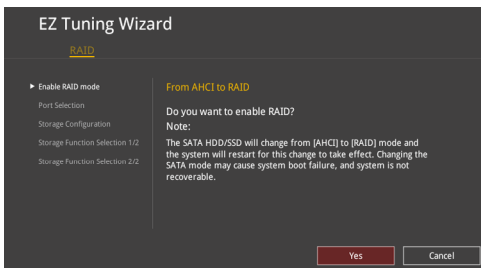 EZ Tuning Wizard
RAID
Enable RAID mode
Port Selection
Storage Configuration
Storage Function Selection 1/2
Storage Function Selection 2/2
From AHCI to RAID
Do you want to enable RAID?
Note:
The SATA HDD/SSD will change from [AHCI] to [RAID] mode and
the system will restart for this change to take effect. Changing the
SATA mode may cause system boot failure, and system is not
recoverable.
Yes
Cancel